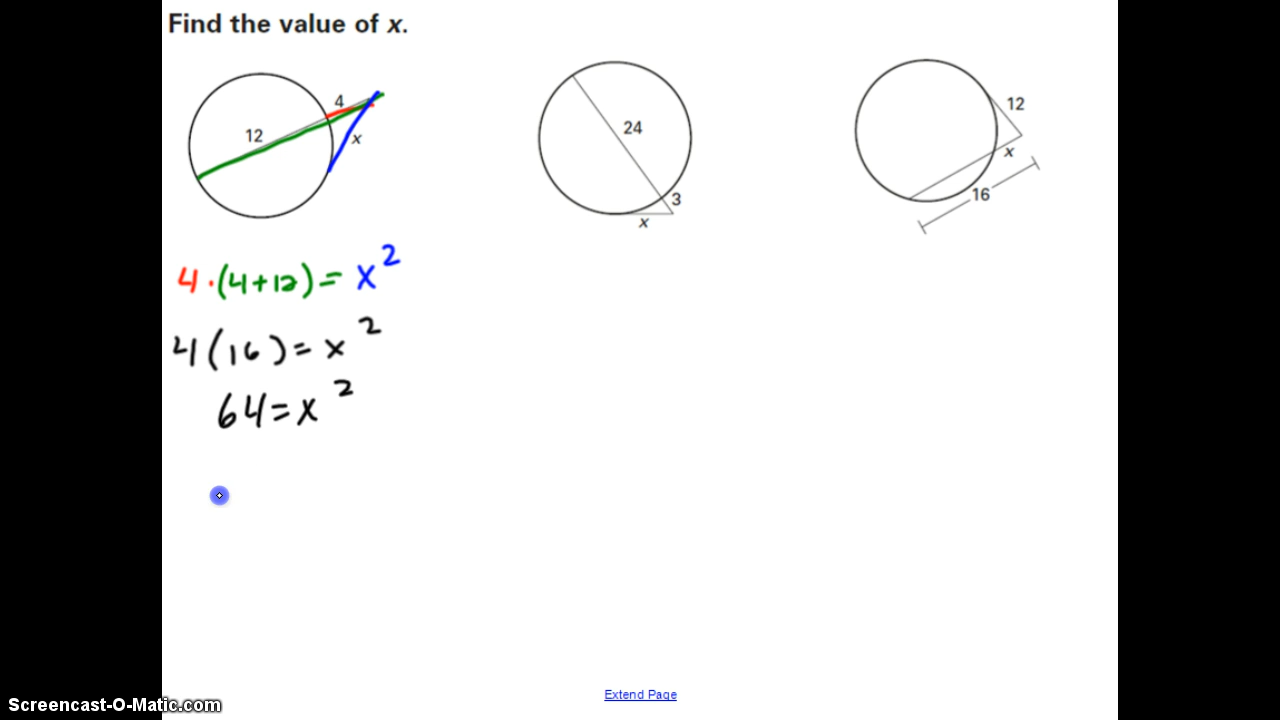 Find the value of x.
4
12
x
24
3
x
12
x
16
4·(4+12)=x²
4(16)=x²
64=x²
Extend Page
Screencast-O-Matic.com